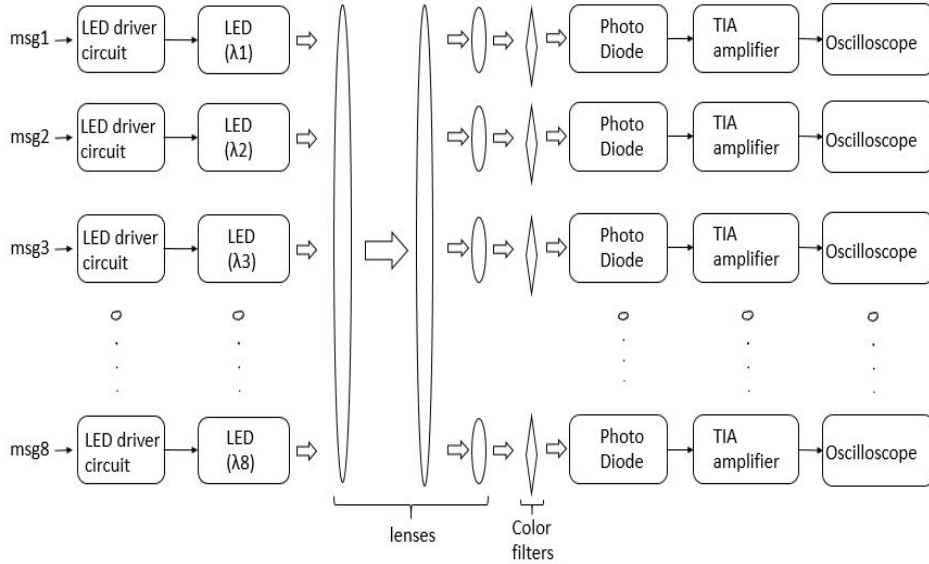 msg1
LED driver
circuit
LED
(λ1)
Photo
Diode
TIA
amplifier
Oscilloscope
msg2
LED driver
circuit
LED
(λ2)
Photo
Diode
TIA
amplifier
Oscilloscope
msg3
LED driver
circuit
LED
(λ3)
Photo
Diode
TIA
amplifier
Oscilloscope
msg8
LED driver
circuit
LED
(λ8)
Photo
Diode
TIA
amplifier
Oscilloscope
lenses
Color
filters